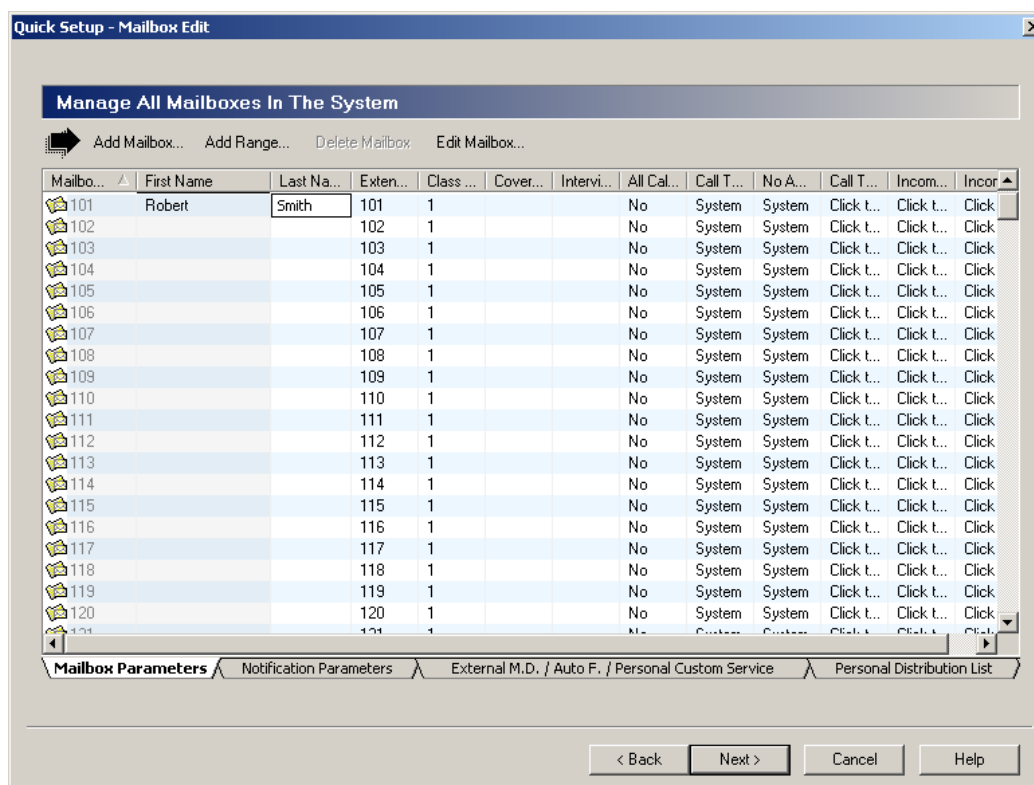 Quick Setup - Mailbox Edit
Manage All Mailboxes In The System
Add Mailbox... Add Range... Delete Mailbox Edit Mailbox...
Mailbo... First Name Last Na... Exten... Class ... Cover... Intervi... All Cal... Call T... No A... Call T... Incom... Incor
101 Robert Smith 101 1 No System System Click t... Click t... Click
102 102 1 No System System Click t... Click t... Click
103 103 1 No System System Click t... Click t... Click
104 104 1 No System System Click t... Click t... Click
105 105 1 No System System Click t... Click t... Click
106 106 1 No System System Click t... Click t... Click
107 107 1 No System System Click t... Click t... Click
108 108 1 No System System Click t... Click t... Click
109 109 1 No System System Click t... Click t... Click
110 110 1 No System System Click t... Click t... Click
111 111 1 No System System Click t... Click t... Click
112 112 1 No System System Click t... Click t... Click
113 113 1 No System System Click t... Click t... Click
114 114 1 No System System Click t... Click t... Click
115 115 1 No System System Click t... Click t... Click
116 116 1 No System System Click t... Click t... Click
117 117 1 No System System Click t... Click t... Click
118 118 1 No System System Click t... Click t... Click
119 119 1 No System System Click t... Click t... Click
120 120 1 No System System Click t... Click t... Click
121 121 1 No System System Click t... Click t... Click
Mailbox Parameters Notification Parameters External M.D. / Auto F. / Personal Custom Service Personal Distribution List
< Back Next > Cancel Help